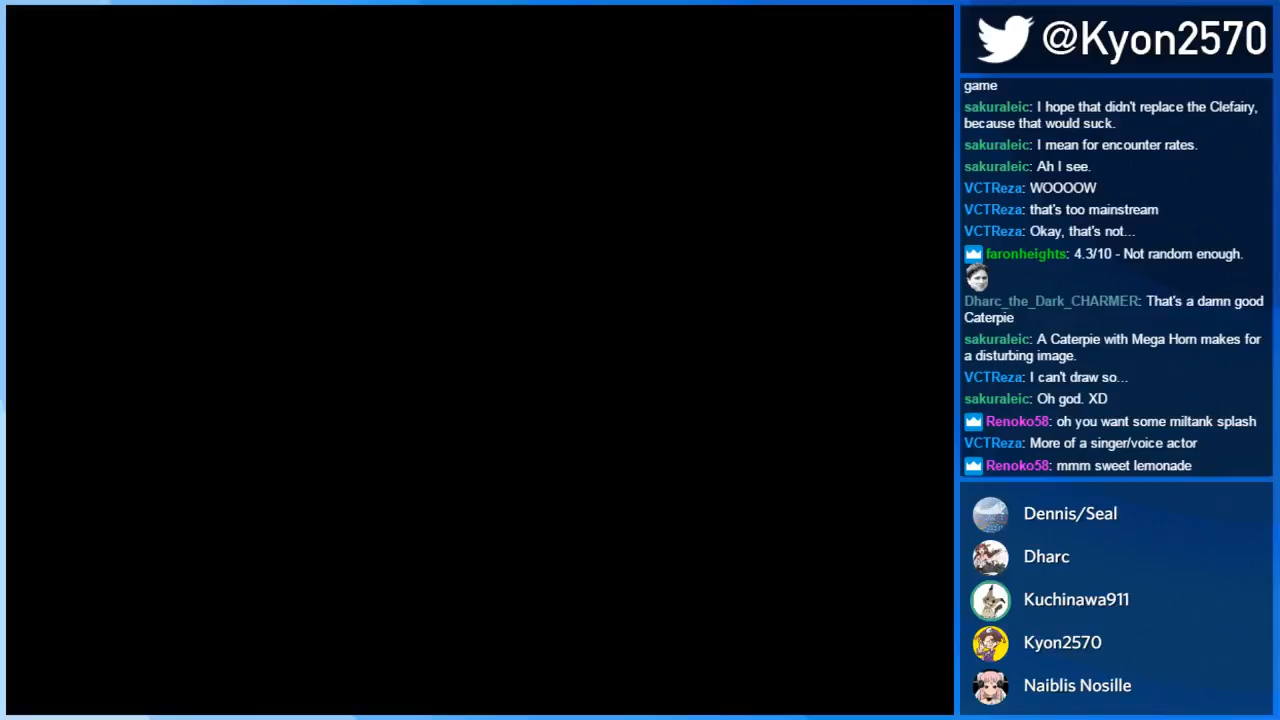 @Kyon2570
game
sakuraleic: I hope that didn't replace the Clefairy,
because that would suck.
sakuraleic: I mean for encounter rates.
sakuraleic: Ah I see.
VCTReza: WOOOOW
VCTReza: that's too mainstream
VCTReza: Okay, that's not...
faronheights: 4.3/10 - Not random enough.
Dharc_the_Dark_CHARMER: That's a damn good
Caterpie
sakuraleic: A Caterpie with Mega Horn makes for
a disturbing image.
VCTReza: I can't draw so...
sakuraleic: Oh god. XD
Renoko58: oh you want some miltank splash
VCTReza: More of a singer/voice actor
Renoko58: mmm sweet lemonade
Dennis/Seal
Dharc
Kuchinawa911
Kyon2570
Naiblis Nosille